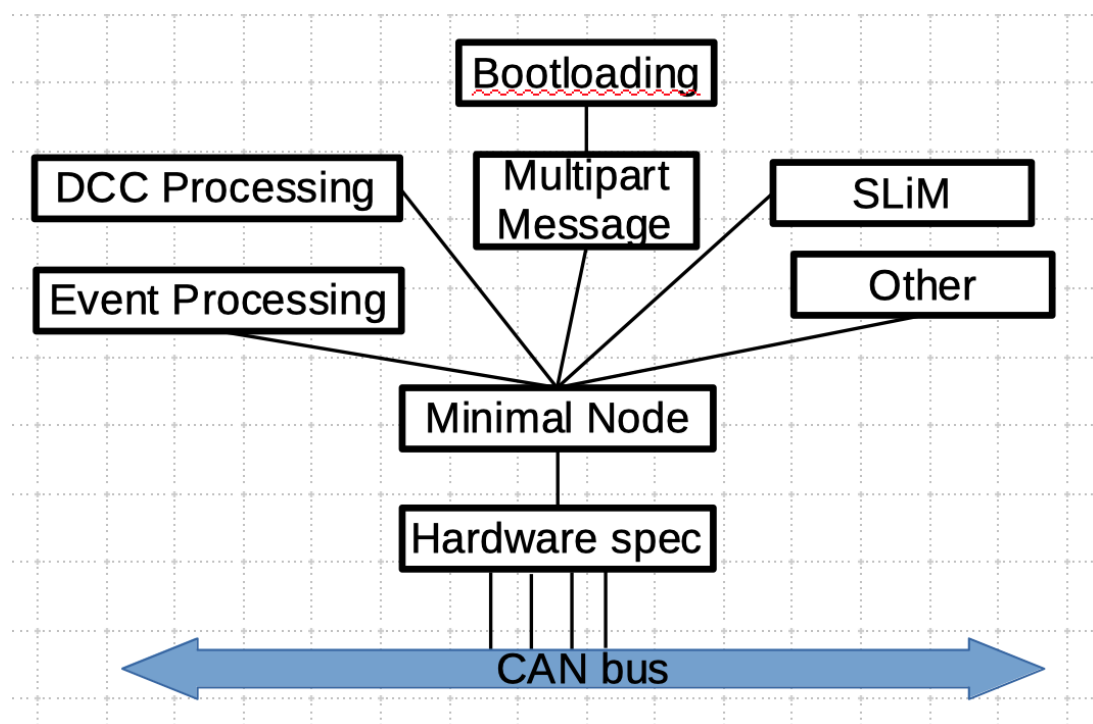 Bootloading
DCC Processing
Multipart
Message
SLiM
Event Processing
Other
Minimal Node
Hardware spec
CAN bus